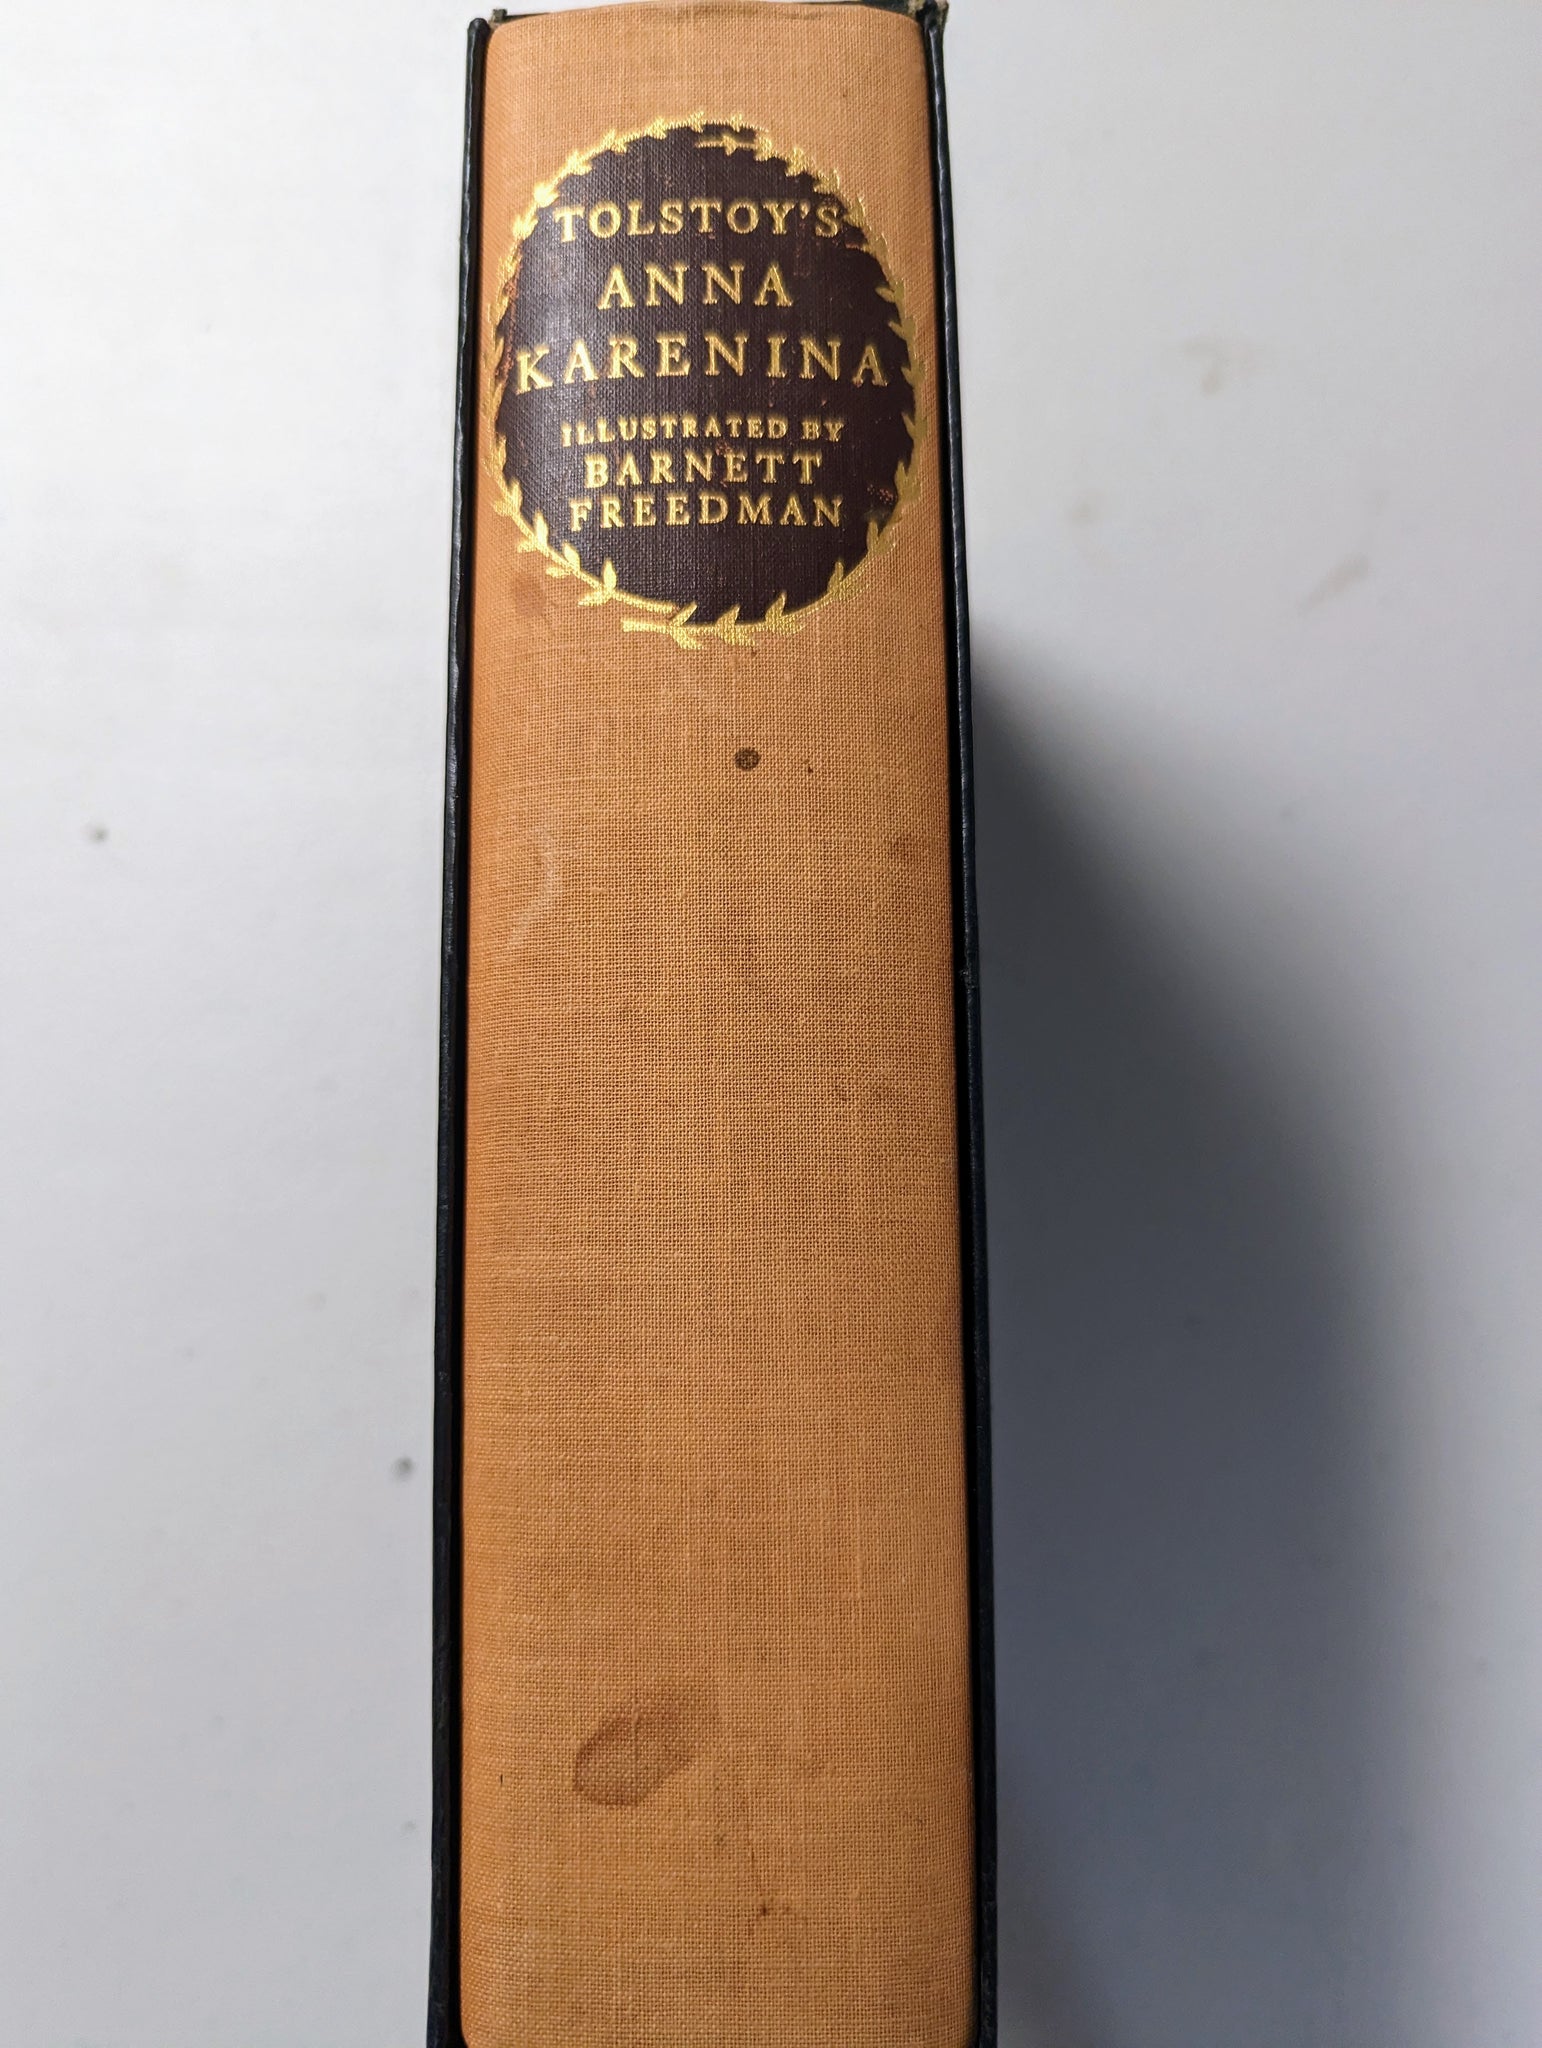 TOLSTOY'S
ANNA
KARENINA
ILLUSTRATED BY
BARNETT
FREEDMAN